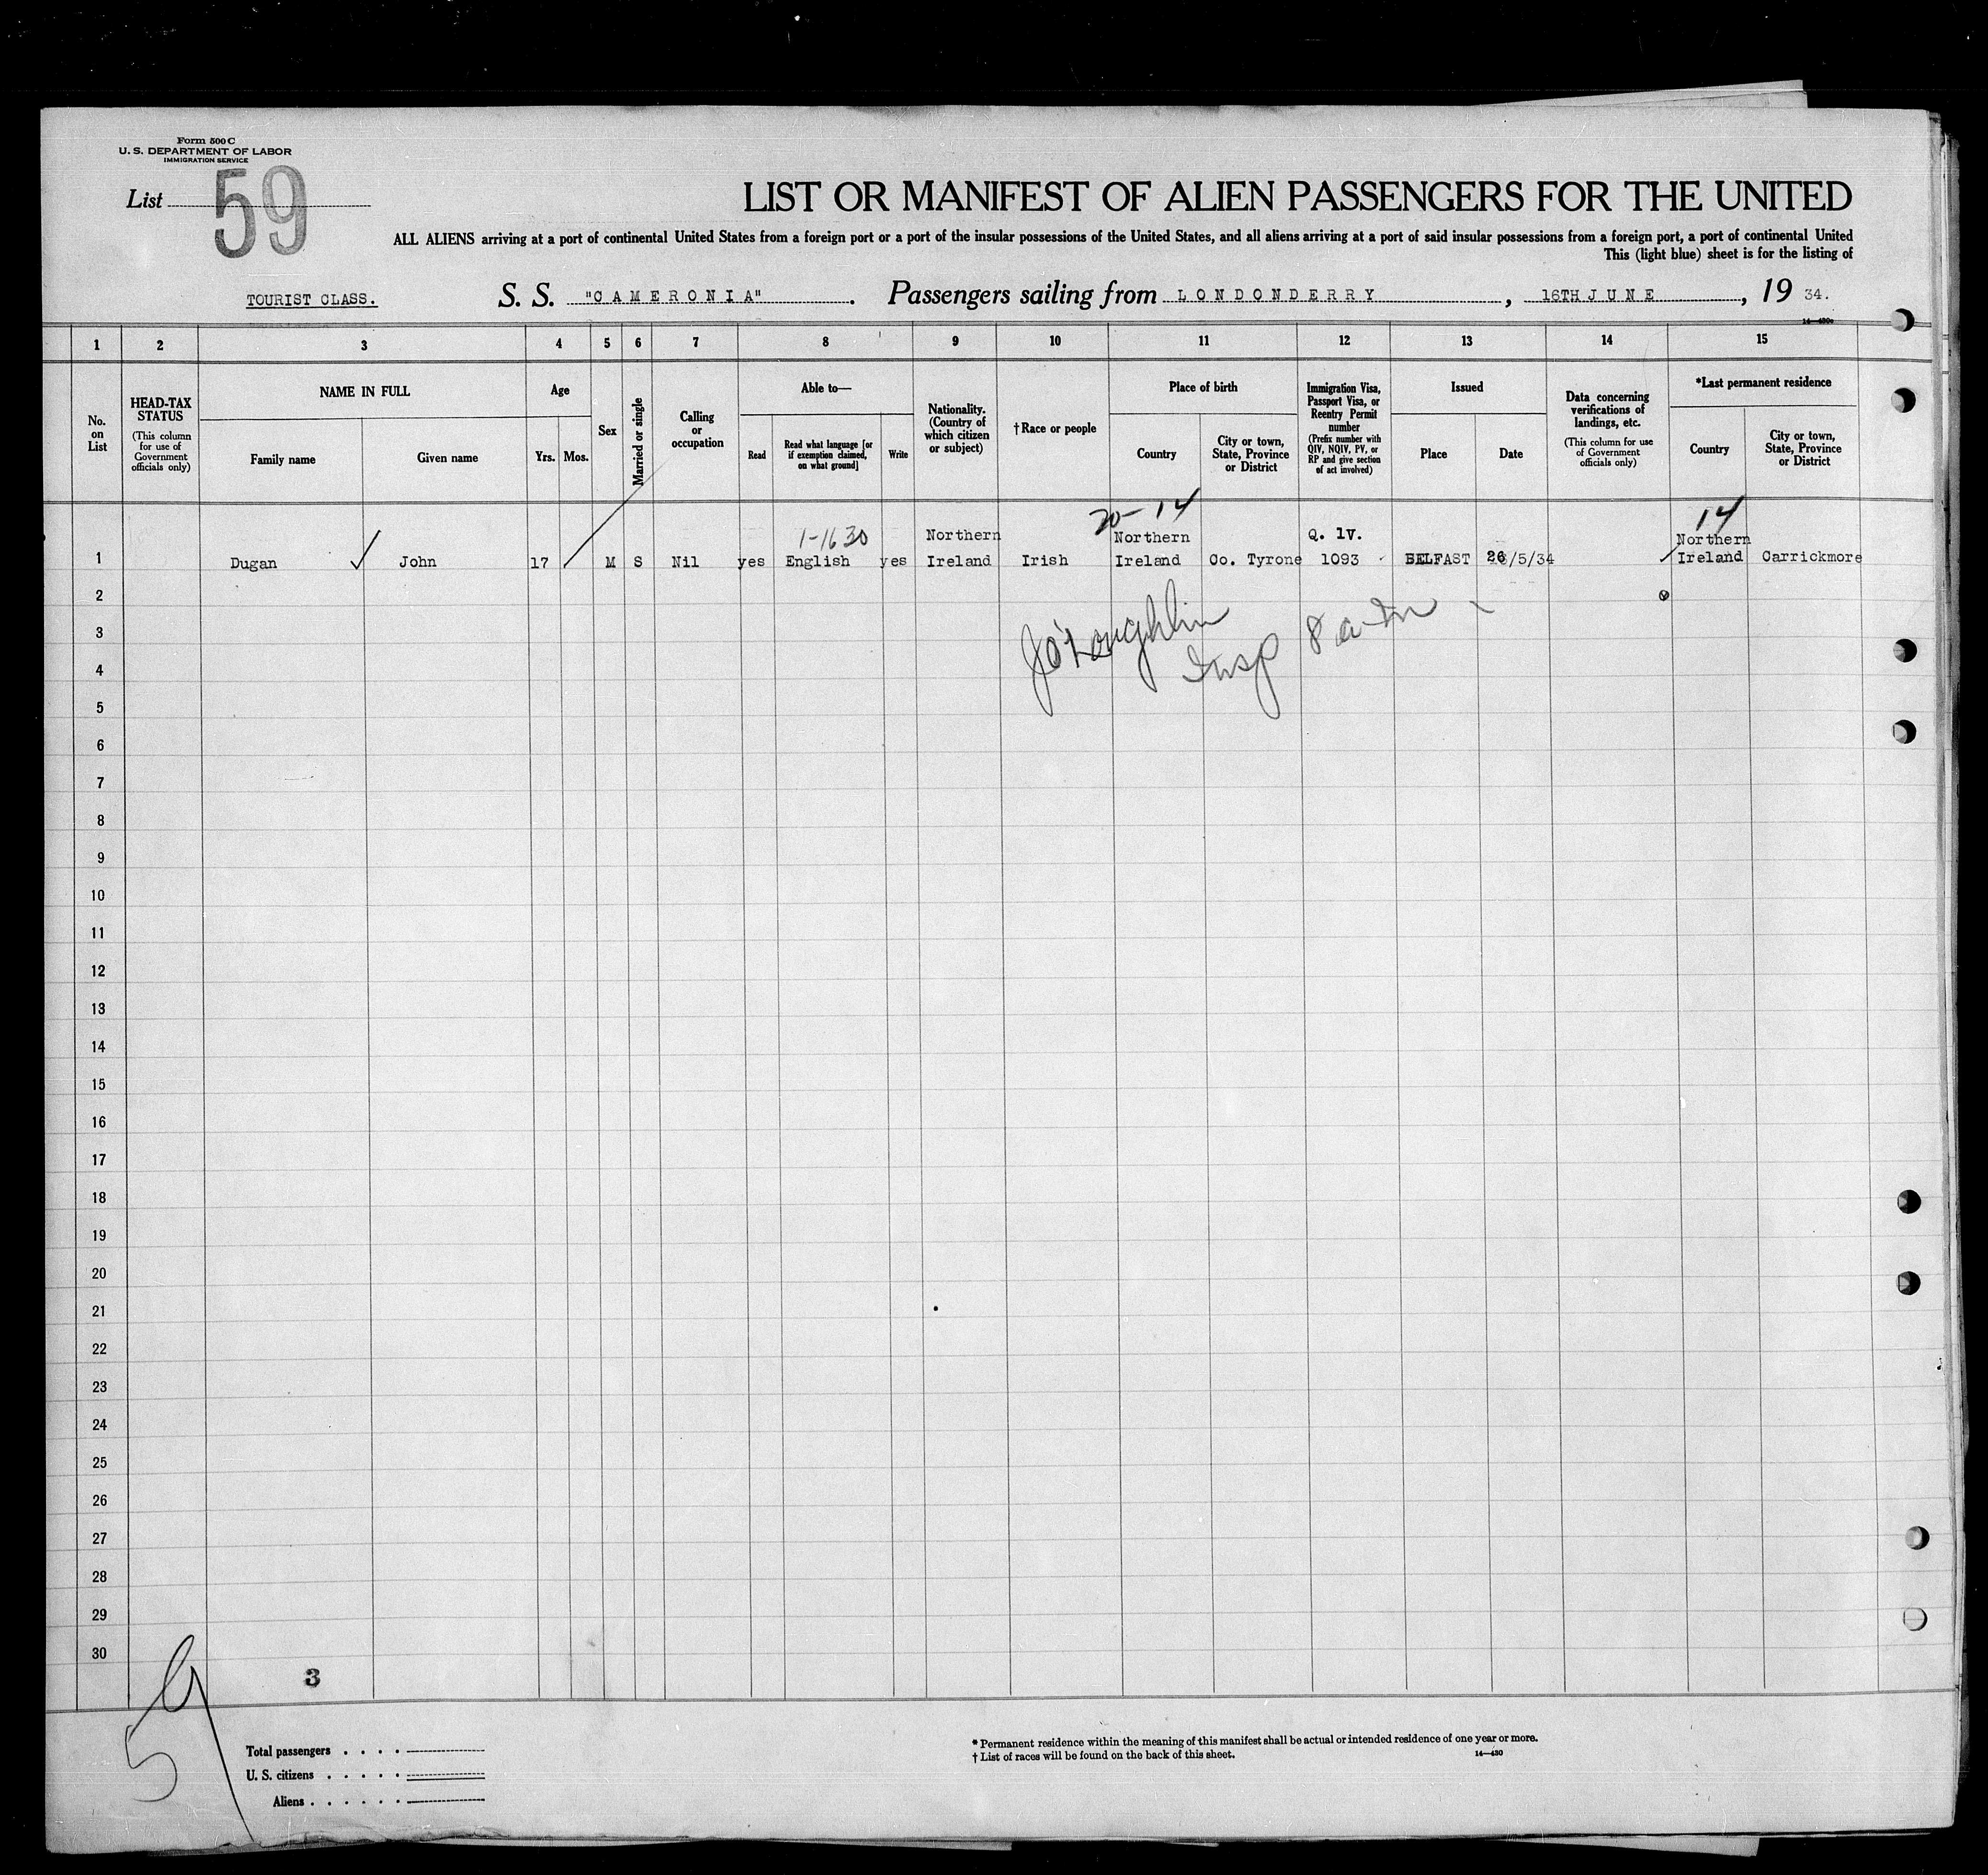 Form 500 C
U. S. DEPARTMENT OF LABOR
IMMIGRATION SERVICE
List 59
LIST OR MANIFEST OF ALIEN PASSENGERS FOR THE UNITED
ALL ALIENS arriving at a port of continental United States from a foreign port or a port of the insular possessions of the United States, and all aliens arriving at a port of said insular possessions from a foreign port, a port of continental United
This (light blue) sheet is for the listing of
TOURIST CLASS. S. S. "CAMERONIA". Passengers sailing from LONDONDERRY, 16TH JUNE, 19 34.
1 2 3 4 5 6 7 8 9 10 11 12 13 14 15
No. on List
HEAD-TAX STATUS
(This column for use of Government officials only)
NAME IN FULL
Family name
Given name
Age
Yrs. Mos.
Sex
Married or single
Calling or occupation
Able to—
Read
Read what language [or if exemption claimed, on what ground]
Write
Nationality. (Country of which citizen or subject)
†Race or people
Place of birth
Country
City or town, State, Province or District
Immigration Visa, Passport Visa, or Reentry Permit number
(Prefix number with QIV, NQIV, PV, or RP and give section of act involved)
Issued
Place
Date
Data concerning verifications of landings, etc.
(This column for use of Government officials only)
*Last permanent residence
Country
City or town, State, Province or District
20-14
14
1-1630 Northern Northern Q. 1V. Northern
1 Dugan John 17 M S Nil yes English yes Ireland Irish Ireland Co. Tyrone 1093 BELFAST 26/5/34 Ireland Carrickmore
2
3
J O'Loughlin
Insp
4
5
6
7
8
9
10
11
12
13
14
15
16
17
18
19
20
21
22
23
24
25
26
27
28
29
30
3
59
Total passengers . . . .
U. S. citizens . . . . .
Aliens . . . . . .
* Permanent residence within the meaning of this manifest shall be actual or intended residence of one year or more.
† List of races will be found on the back of this sheet.
14—430